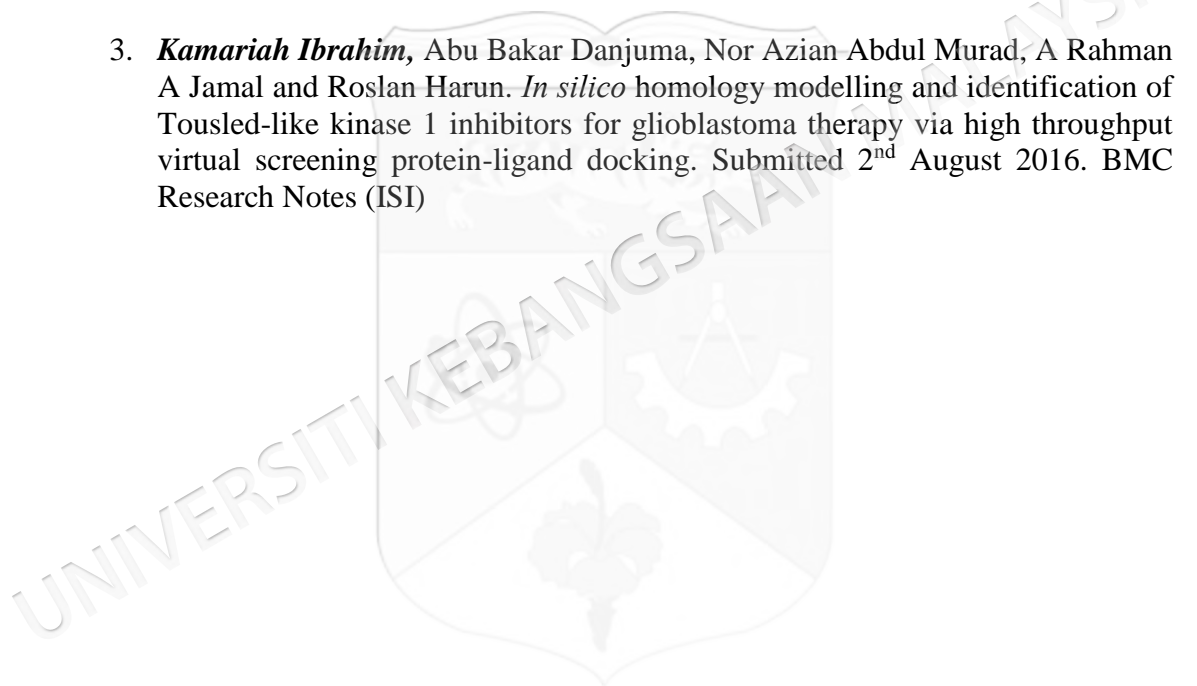 3. Kamariah Ibrahim, Abu Bakar Danjuma, Nor Azian Abdul Murad, A Rahman
A Jamal and Roslan Harun. In silico homology modelling and identification of
Tousled-like kinase 1 inhibitors for glioblastoma therapy via high throughput
virtual screening protein-ligand docking. Submitted 2nd August 2016. BMC
Research Notes (ISI)
UNIVERSITI KEBANGSAAN MALAYS